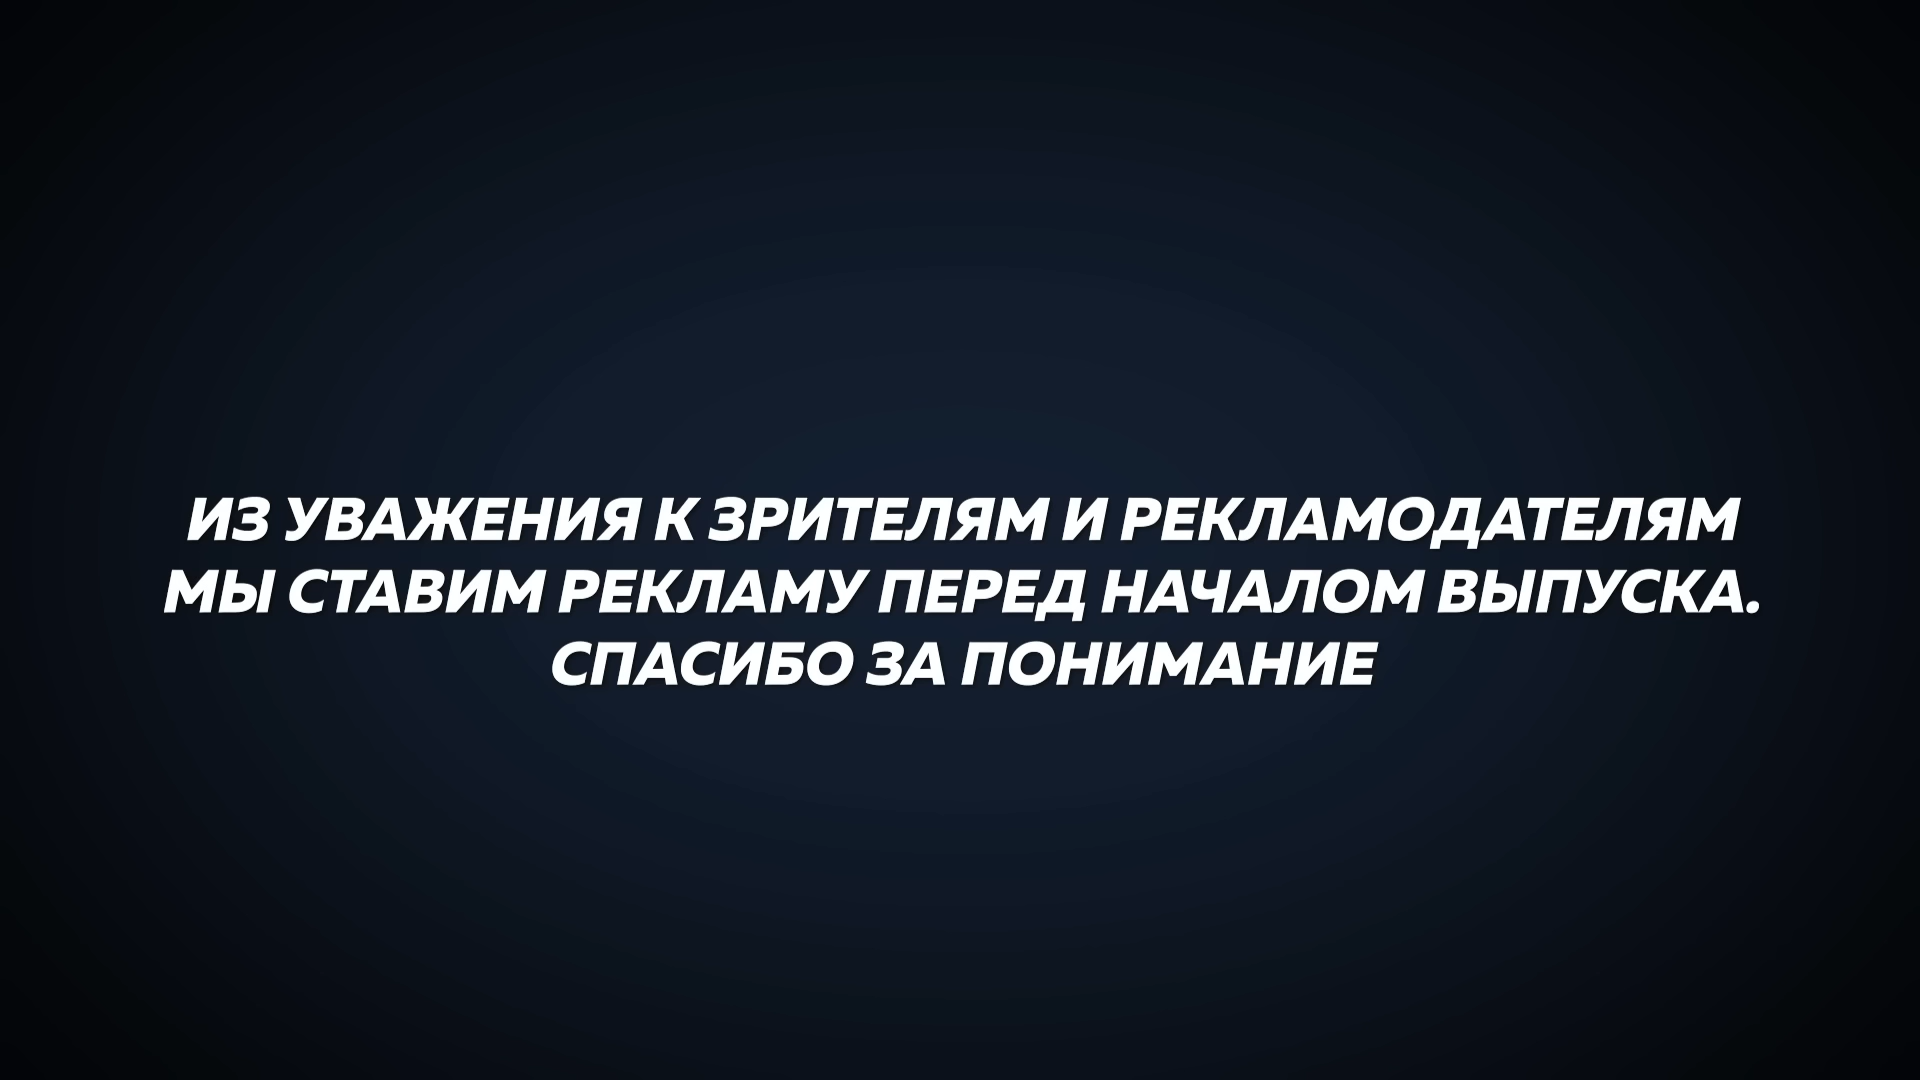 ИЗ УВАЖЕНИЯ К ЗРИТЕЛЯМ И РЕКЛАМОДАТЕЛЯМ
МЫ СТАВИМ РЕКЛАМУ ПЕРЕД НАЧАЛОМ ВЫПУСКА.
СПАСИБО ЗА ПОНИМАНИЕ